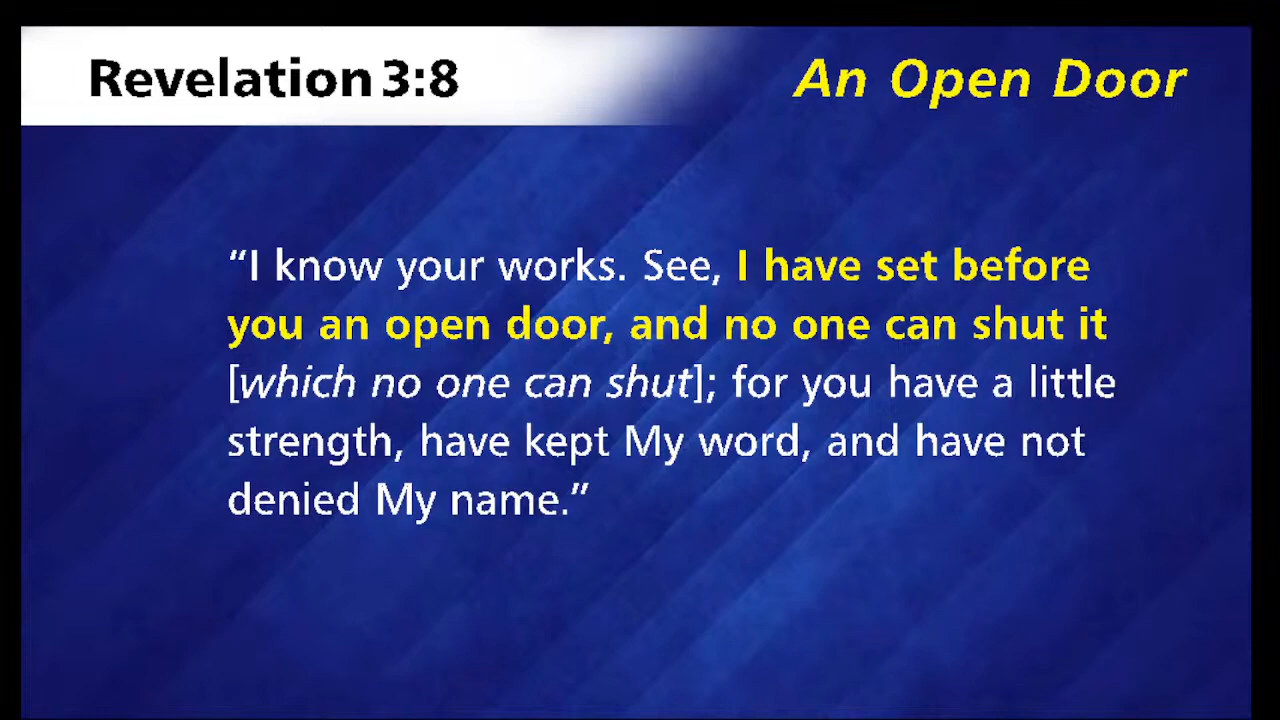 Revelation 3:8
An Open Door
“I know your works. See, I have set before
you an open door, and no one can shut it
[which no one can shut]; for you have a little
strength, have kept My word, and have not
denied My name.”